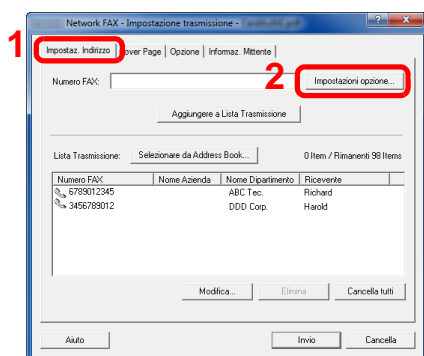 Network FAX - Impostazione trasmissione -
1
Impostaz. Indirizzo over Page Opzione Informaz. Mittente
2
Numero FAX: Impostazioni opzione...
Aggiungere a Lista Trasmissione
Lista Trasmissione: Selezionare da Address Book... 0 Item / Rimanenti 98 Items
Numero FAX Nome Azienda Nome Dipartimento Ricevente
6789012345 ABC Tec. Richard
3456789012 DDD Corp. Harold
Modifica... Elimina Cancella tutti
Aiuto Invio Cancella